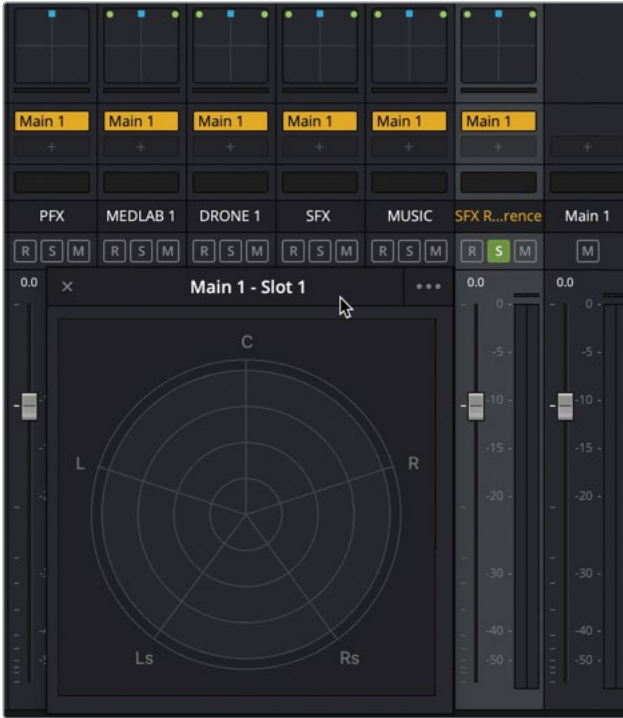 Main 1 Main 1 Main 1 Main 1 Main 1 Main 1
+ + + + + + +
PFX MEDLAB 1 DRONE 1 SFX MUSIC SFX R...rence Main 1
R S M R S M R S M R S M R S M R S M M
0.0 × Main 1 - Slot 1 ••• 0.0 0.0
0 - 0 -
C
-5 - -5 -
-10 - -10 -
L R
-15 - -15 -
-20 - -20 -
-30 - -30 -
-40 - -40 -
Ls Rs
-50 - -50 -